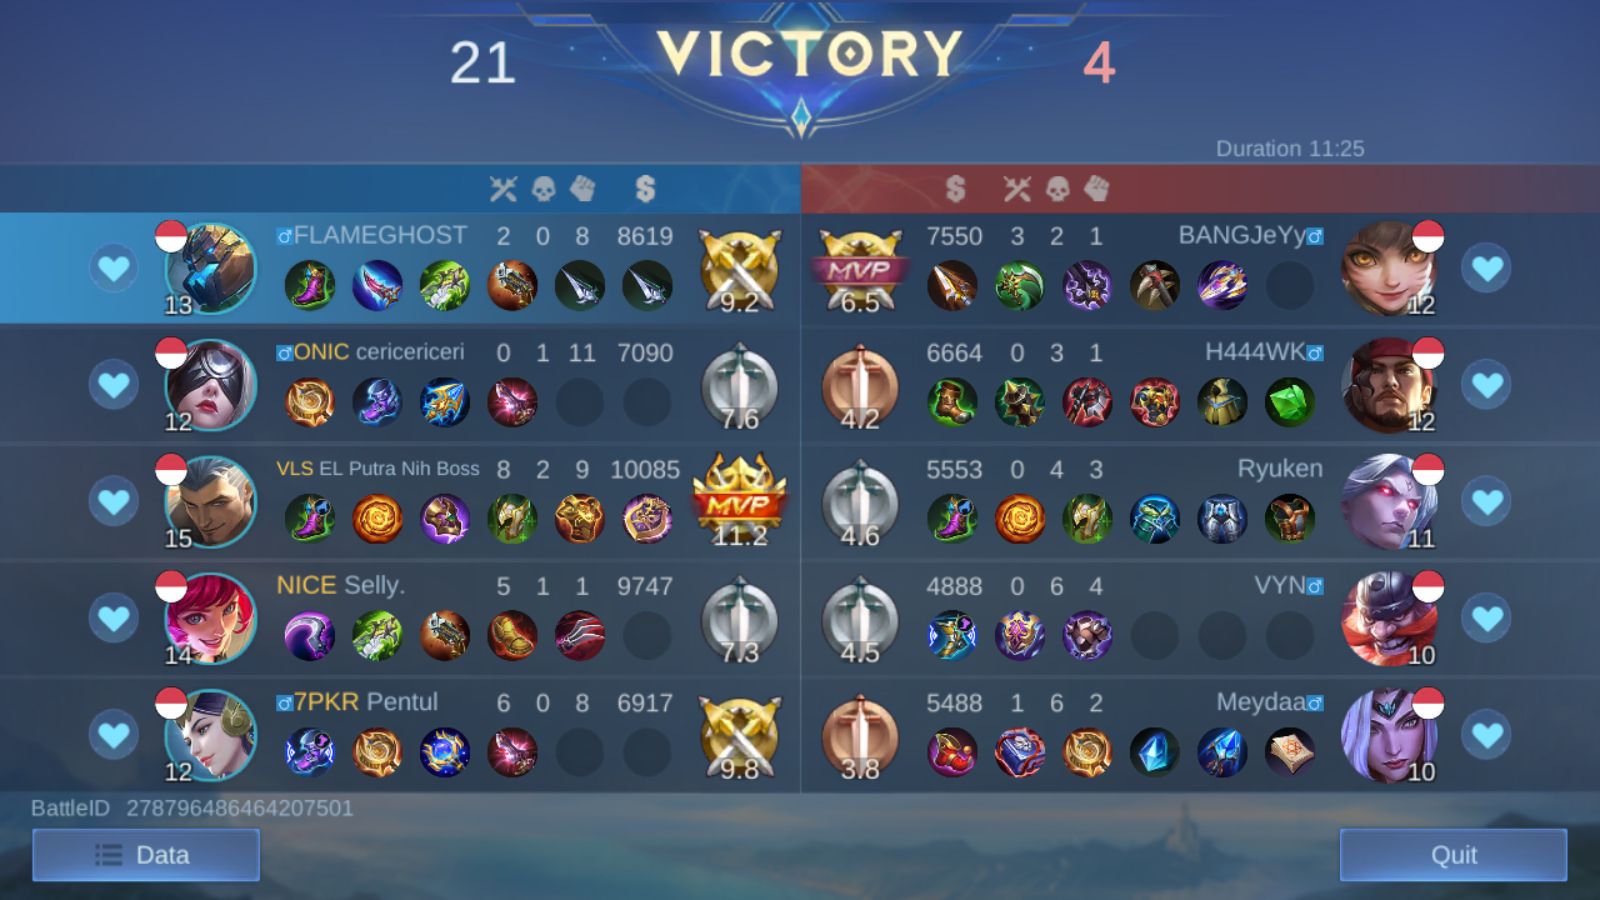 21 VICTORY 4
Duration 11:25
♂FLAMEGHOST 2 0 8 8619
13 9.2
7550 3 2 1 BANGJeYy♂
MVP 6.5 12
♂ONIC cericericeri 0 1 11 7090
12 7.6
6664 0 3 1 H444WK♂
4.2 12
VLS EL Putra Nih Boss 8 2 9 10085
15 MVP 11.2
5553 0 4 3 Ryuken
4.6 11
NICE Selly. 5 1 1 9747
14 7.3
4888 0 6 4 VYN♂
4.5 10
♂7PKR Pentul 6 0 8 6917
12 9.8
5488 1 6 2 Meydaa♂
3.8 10
BattleID 278796486464207501
Data
Quit